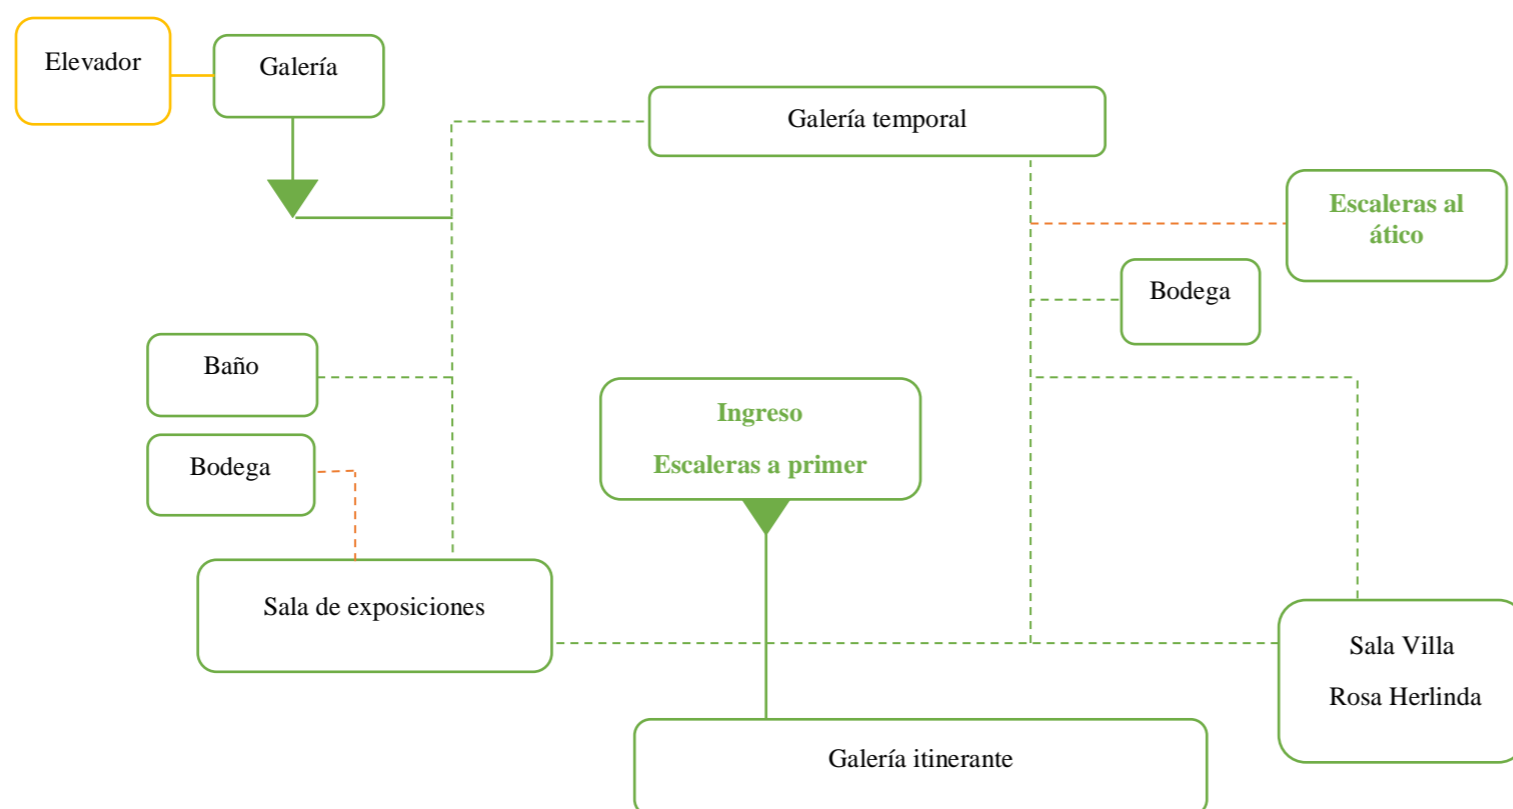 Elevador
Galería
Galería temporal
Escaleras al
ático
Bodega
Baño
Ingreso
Escaleras a primer
Bodega
Sala de exposiciones
Sala Villa
Rosa Herlinda
Galería itinerante